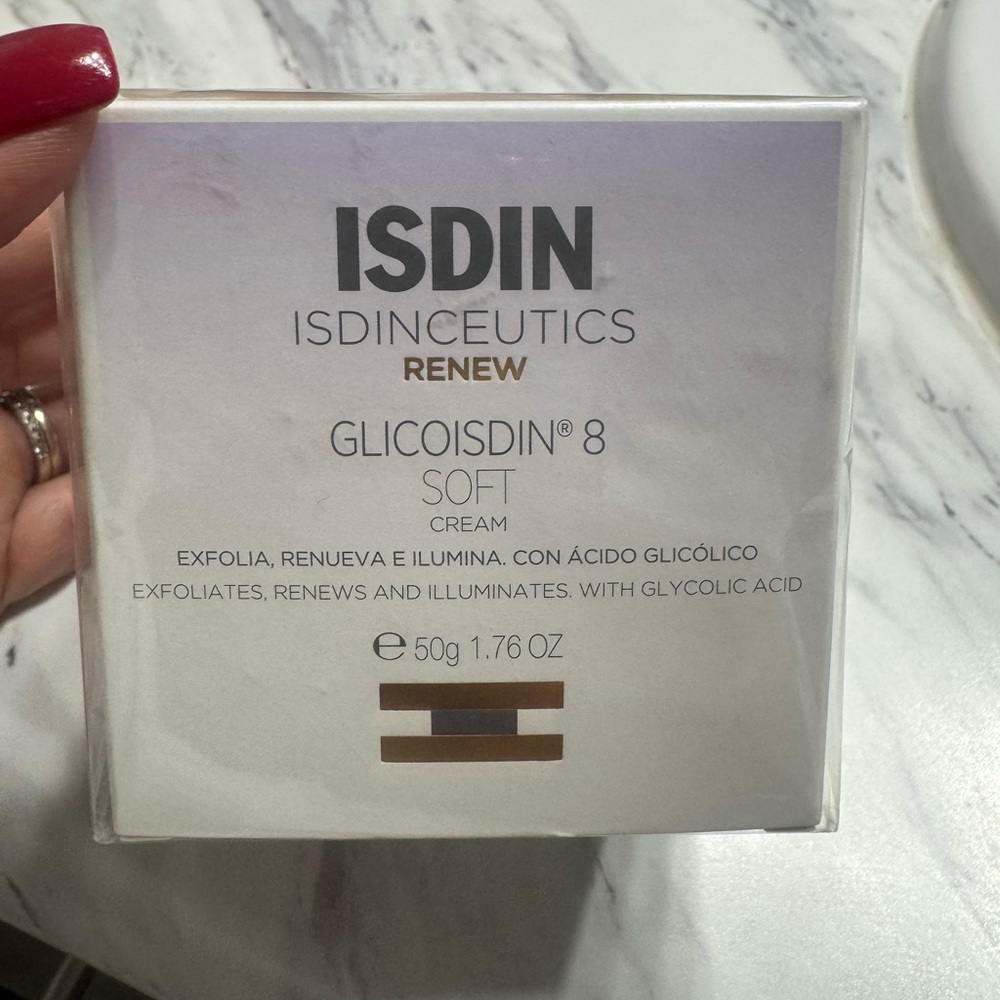 ISDIN
ISDINCEUTICS
RENEW
GLICOISDIN® 8
SOFT
CREAM
EXFOLIA, RENUEVA E ILUMINA. CON ÁCIDO GLICÓLICO
EXFOLIATES, RENEWS AND ILLUMINATES. WITH GLYCOLIC ACID
℮ 50g 1.76 OZ